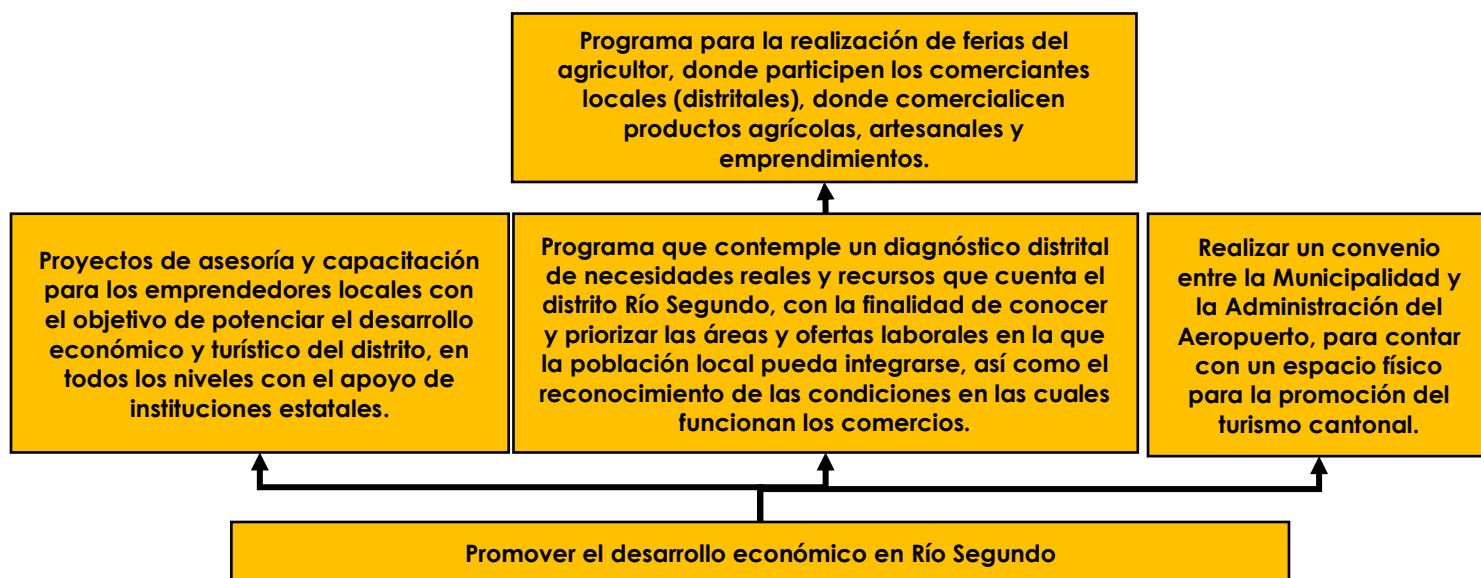 Programa para la realización de ferias del
agricultor, donde participen los comerciantes
locales (distritales), donde comercialicen
productos agrícolas, artesanales y
emprendimientos.
Proyectos de asesoría y capacitación
para los emprendedores locales con
el objetivo de potenciar el desarrollo
económico y turístico del distrito, en
todos los niveles con el apoyo de
instituciones estatales.
Programa que contemple un diagnóstico distrital
de necesidades reales y recursos que cuenta el
distrito Río Segundo, con la finalidad de conocer
y priorizar las áreas y ofertas laborales en la que
la población local pueda integrarse, así como el
reconocimiento de las condiciones en las cuales
funcionan los comercios.
Realizar un convenio
entre la Municipalidad y
la Administración del
Aeropuerto, para contar
con un espacio físico
para la promoción del
turismo cantonal.
Promover el desarrollo económico en Río Segundo